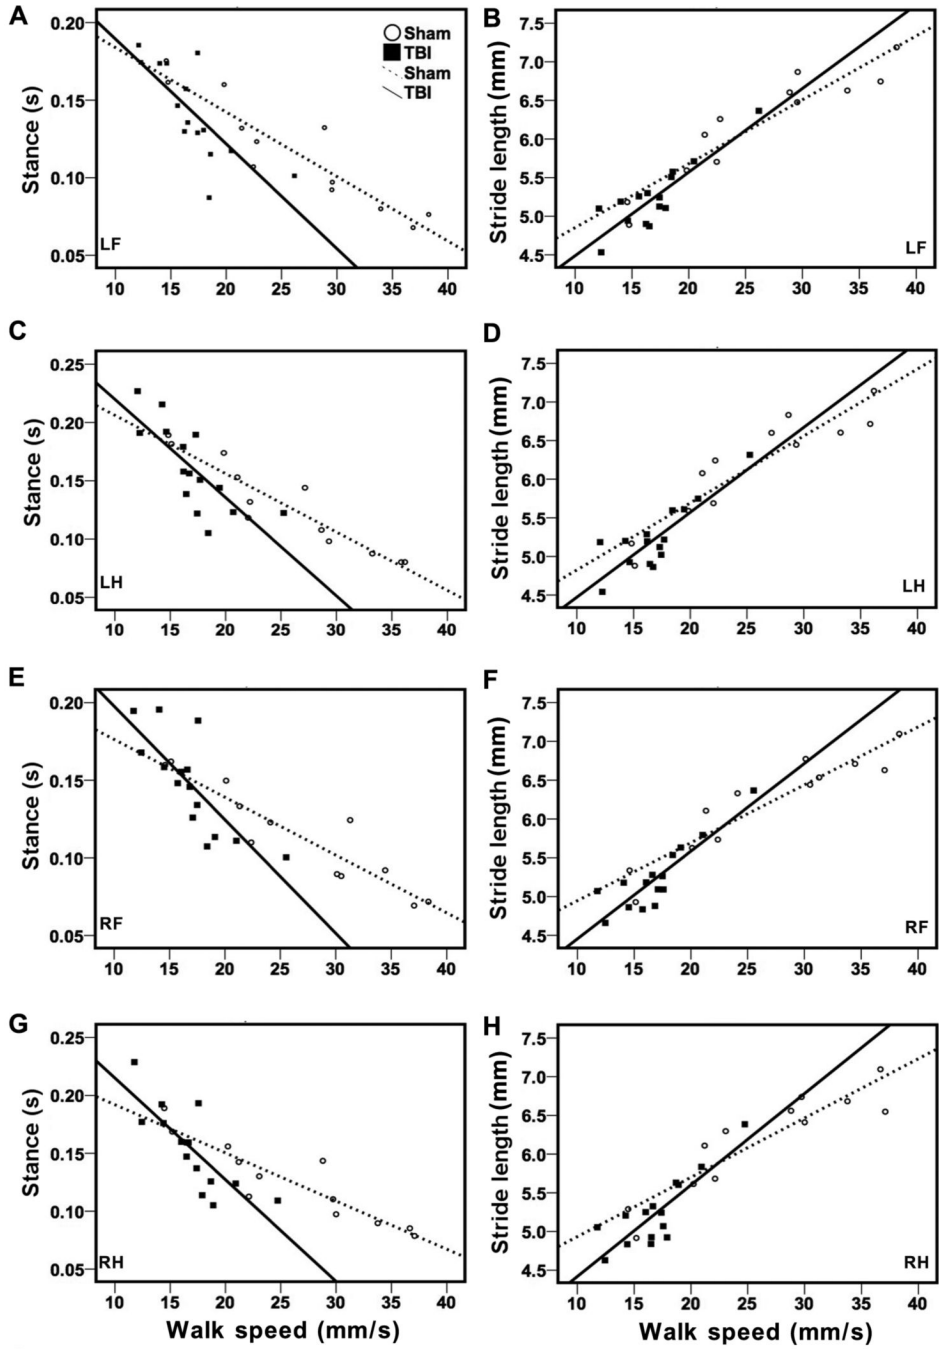 A
B
Stance (s)
0.20
0.15
0.10
0.05
Sham
TBI
Sham
TBI
LF
10 15 20 25 30 35 40
Stride length (mm)
7.5
7.0
6.5
6.0
5.5
5.0
4.5
LF
10 15 20 25 30 35 40
C
D
Stance (s)
0.25
0.20
0.15
0.10
0.05
LH
10 15 20 25 30 35 40
Stride length (mm)
7.5
7.0
6.5
6.0
5.5
5.0
4.5
LH
10 15 20 25 30 35 40
E
F
Stance (s)
0.20
0.15
0.10
0.05
RF
10 15 20 25 30 35 40
Stride length (mm)
7.5
7.0
6.5
6.0
5.5
5.0
4.5
RF
10 15 20 25 30 35 40
G
H
Stance (s)
0.25
0.20
0.15
0.10
0.05
RH
10 15 20 25 30 35 40
Walk speed (mm/s)
Stride length (mm)
7.5
7.0
6.5
6.0
5.5
5.0
4.5
RH
10 15 20 25 30 35 40
Walk speed (mm/s)